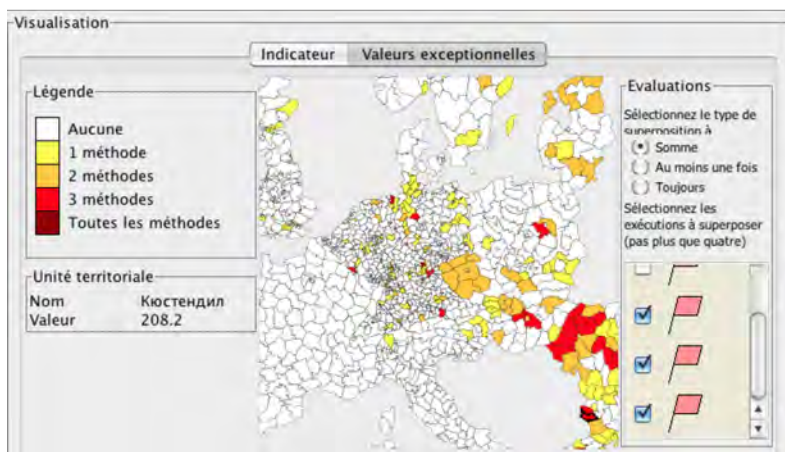 Visualisation
Indicateur
Valeurs exceptionnelles
Légende
Aucune
1 méthode
2 méthodes
3 méthodes
Toutes les méthodes
Unité territoriale
Nom Кюстендил
Valeur 208.2
Evaluations
Sélectionnez le type de
superposition à
Somme
Au moins une fois
Toujours
Sélectionnez les
exécutions à superposer
(pas plus que quatre)